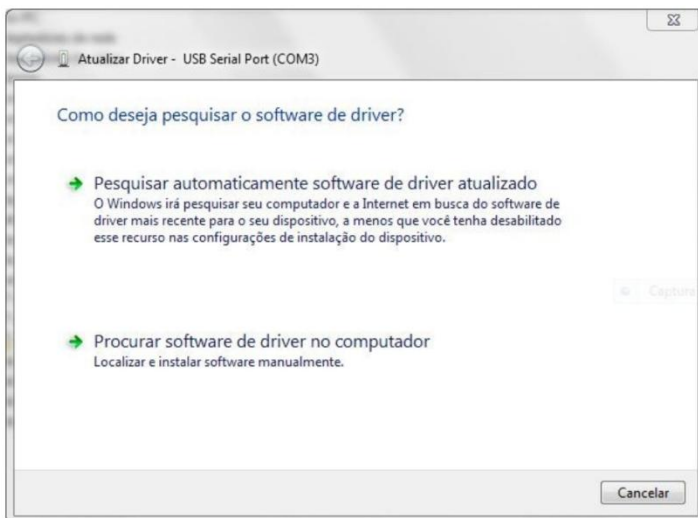 Atualizar Driver - USB Serial Port (COM3)
Como deseja pesquisar o software de driver?
Pesquisar automaticamente software de driver atualizado
O Windows irá pesquisar seu computador e a Internet em busca do software de
driver mais recente para o seu dispositivo, a menos que você tenha desabilitado
esse recurso nas configurações de instalação do dispositivo.
Captura
Procurar software de driver no computador
Localizar e instalar software manualmente.
Cancelar